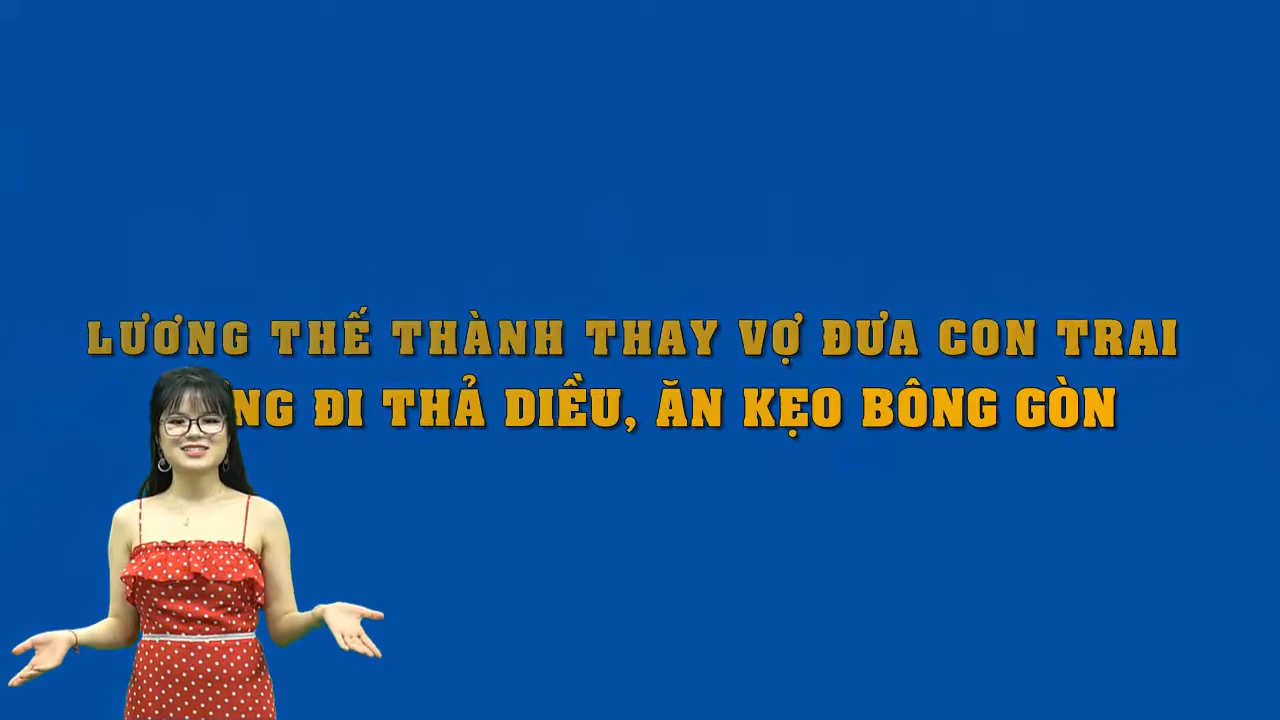 LƯƠNG THẾ THÀNH THAY VỢ ĐƯA CON TRAI
ĐI THẢ DIỀU, ĂN KẸO BÔNG GÒN